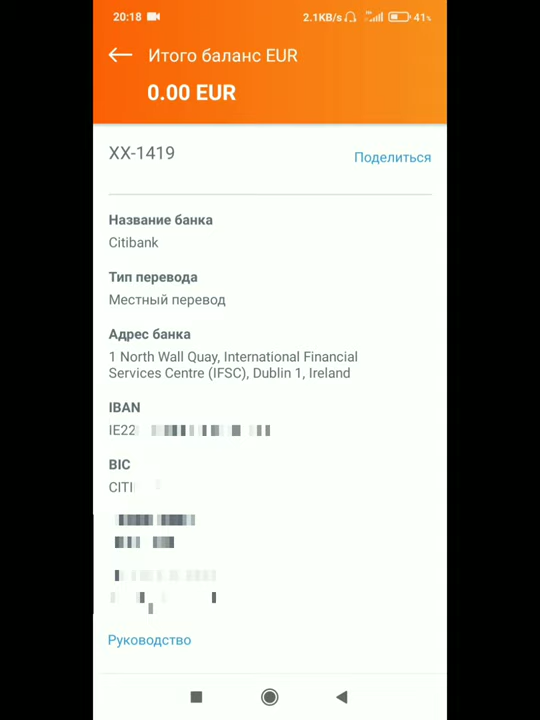 20:18 2.1KB/s 41%
Итого баланс EUR
0.00 EUR
XX-1419
Поделиться
Название банка
Citibank
Тип перевода
Местный перевод
Адрес банка
1 North Wall Quay, International Financial
Services Centre (IFSC), Dublin 1, Ireland
IBAN
IE22
BIC
CITI
Руководство